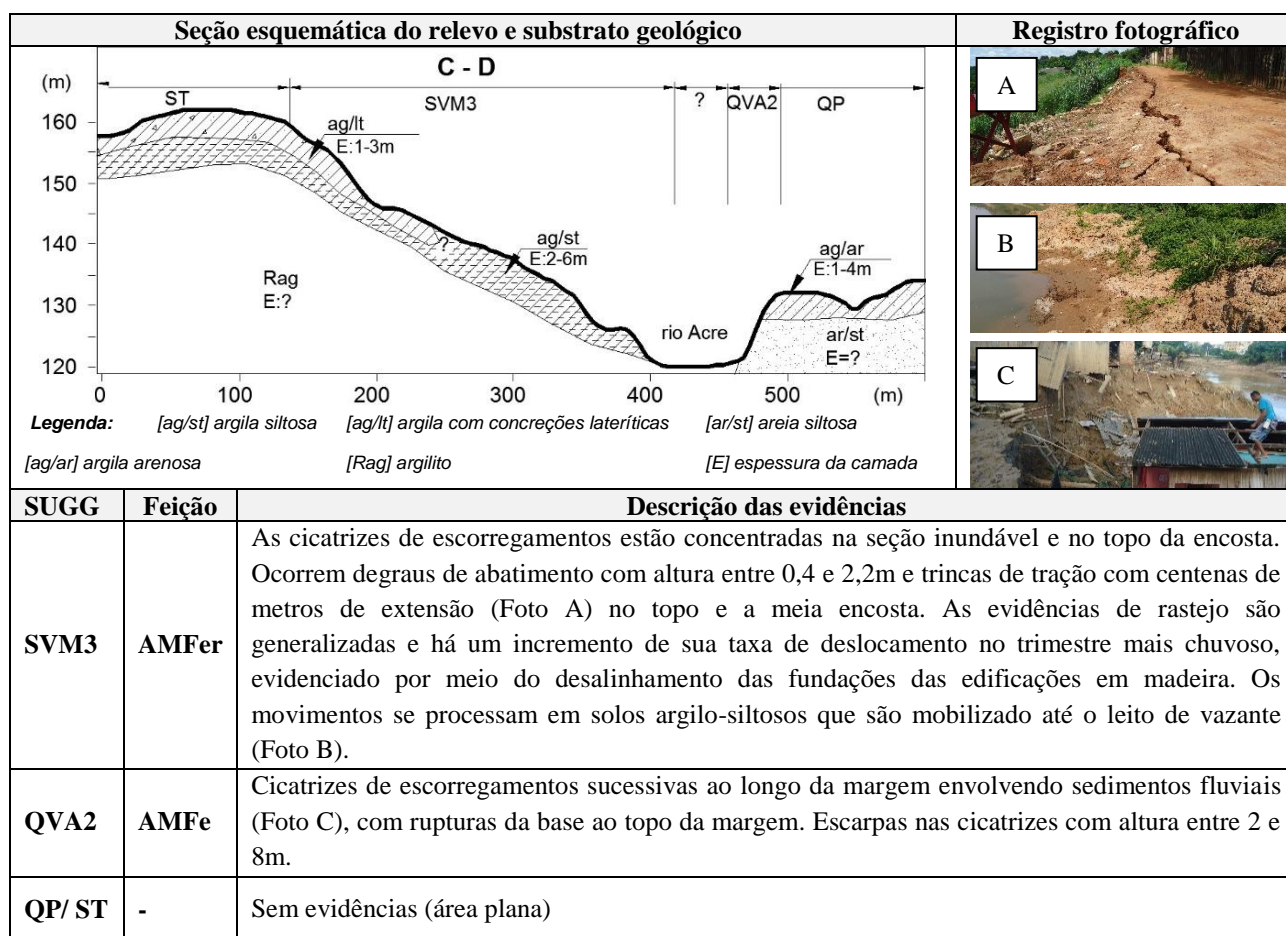 Seção esquemática do relevo e substrato geológico
Registro fotográfico
C - D
(m)
ST
SVM3
?
QVA2
QP
160
150
140
130
120
ag/lt
E:1-3m
?
ag/st
E:2-6m
ag/ar
E:1-4m
Rag
E:?
rio Acre
ar/st
E=?
0
100
200
300
400
500
(m)
Legenda:
[ag/st] argila siltosa
[ag/lt] argila com concreções lateríticas
[ar/st] areia siltosa
[ag/ar] argila arenosa
[Rag] argilito
[E] espessura da camada
A
B
C
SUGG
Feição
Descrição das evidências
SVM3
AMFer
As cicatrizes de escorregamentos estão concentradas na seção inundável e no topo da encosta.
Ocorrem degraus de abatimento com altura entre 0,4 e 2,2m e trincas de tração com centenas de
metros de extensão (Foto A) no topo e a meia encosta. As evidências de rastejo são
generalizadas e há um incremento de sua taxa de deslocamento no trimestre mais chuvoso,
evidenciado por meio do desalinhamento das fundações das edificações em madeira. Os
movimentos se processam em solos argilo-siltosos que são mobilizado até o leito de vazante
(Foto B).
QVA2
AMFe
Cicatrizes de escorregamentos sucessivas ao longo da margem envolvendo sedimentos fluviais
(Foto C), com rupturas da base ao topo da margem. Escarpas nas cicatrizes com altura entre 2 e
8m.
QP/ ST
-
Sem evidências (área plana)